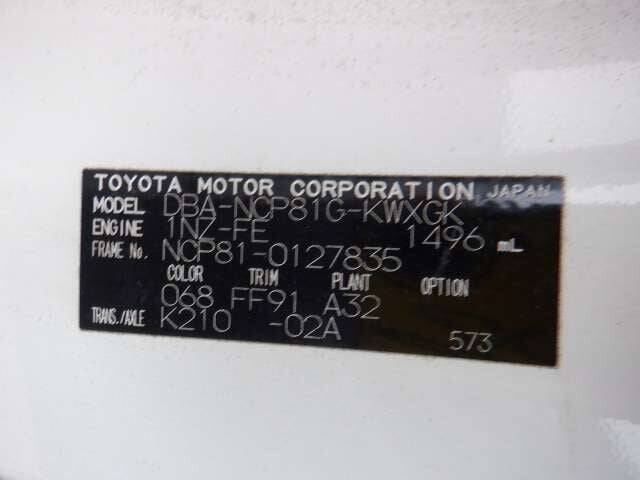 TOYOTA MOTOR CORPORATION JAPAN
MODEL DBA-NCP81G-KWXGK
ENGINE 1NZ-FE 1496 mL
FRAME No. NCP81-0127835
COLOR TRIM PLANT OPTION
068 FF91 A32
TRANS./AXLE K210 -02A
573